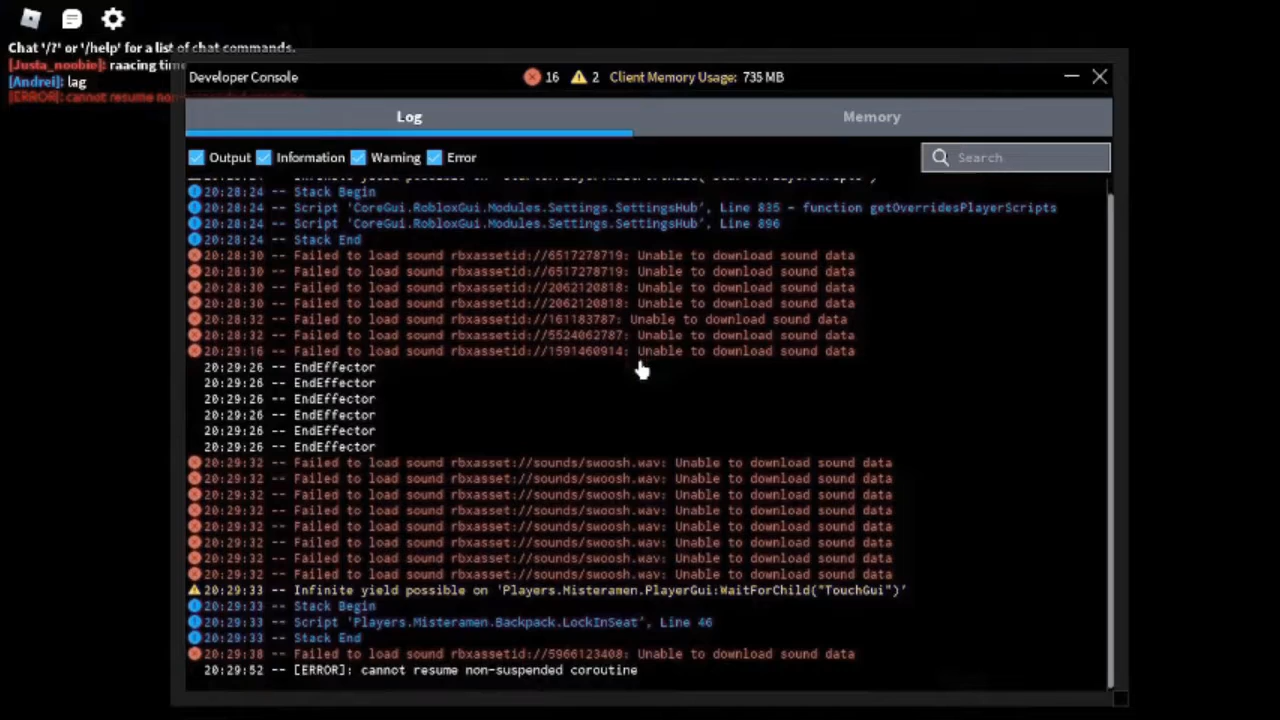 Chat '/?' or '/help' for a list of chat commands.
[Justa_noobie]: raacing time
[Andrei]: lag
[ERROR]: cannot resume non-suspended coroutine
Developer Console
16
2
Client Memory Usage: 735 MB
Log
Memory
Output
Information
Warning
Error
Search
20:28:24 -- Stack Begin
20:28:24 -- Script 'CoreGui.RobloxGui.Modules.Settings.SettingsHub', Line 835 - function getOverridesPlayerScripts
20:28:24 -- Script 'CoreGui.RobloxGui.Modules.Settings.SettingsHub', Line 896
20:28:24 -- Stack End
20:28:30 -- Failed to load sound rbxassetid://6517278719: Unable to download sound data
20:28:30 -- Failed to load sound rbxassetid://6517278719: Unable to download sound data
20:28:30 -- Failed to load sound rbxassetid://2062120818: Unable to download sound data
20:28:30 -- Failed to load sound rbxassetid://2062120818: Unable to download sound data
20:28:32 -- Failed to load sound rbxassetid://161183787: Unable to download sound data
20:28:32 -- Failed to load sound rbxassetid://5524062787: Unable to download sound data
20:29:16 -- Failed to load sound rbxassetid://1591460914: Unable to download sound data
20:29:26 -- EndEffector
20:29:26 -- EndEffector
20:29:26 -- EndEffector
20:29:26 -- EndEffector
20:29:26 -- EndEffector
20:29:26 -- EndEffector
20:29:32 -- Failed to load sound rbxasset://sounds/swoosh.wav: Unable to download sound data
20:29:32 -- Failed to load sound rbxasset://sounds/swoosh.wav: Unable to download sound data
20:29:32 -- Failed to load sound rbxasset://sounds/swoosh.wav: Unable to download sound data
20:29:32 -- Failed to load sound rbxasset://sounds/swoosh.wav: Unable to download sound data
20:29:32 -- Failed to load sound rbxasset://sounds/swoosh.wav: Unable to download sound data
20:29:32 -- Failed to load sound rbxasset://sounds/swoosh.wav: Unable to download sound data
20:29:32 -- Failed to load sound rbxasset://sounds/swoosh.wav: Unable to download sound data
20:29:32 -- Failed to load sound rbxasset://sounds/swoosh.wav: Unable to download sound data
20:29:33 -- Infinite yield possible on 'Players.Misteramen.PlayerGui:WaitForChild("TouchGui")'
20:29:33 -- Stack Begin
20:29:33 -- Script 'Players.Misteramen.Backpack.LockInSeat', Line 46
20:29:33 -- Stack End
20:29:38 -- Failed to load sound rbxassetid://5966123408: Unable to download sound data
20:29:52 -- [ERROR]: cannot resume non-suspended coroutine